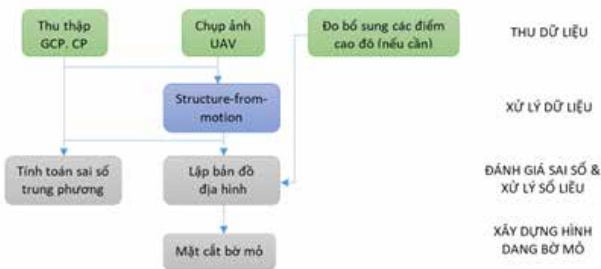 Thu thập
GCP. CP
Chụp ảnh
UAV
Đo bổ sung các điểm
cao độ (nếu cần)
THU DỮ LIỆU
Structure-from-
motion
XỬ LÝ DỮ LIỆU
Tính toán sai số
trung phương
Lập bản đồ
địa hình
ĐÁNH GIÁ SAI SỐ &
XỬ LÝ SỐ LIỆU
Mặt cắt bờ mỏ
XÂY DỰNG HÌNH
DẠNG BỜ MỎ